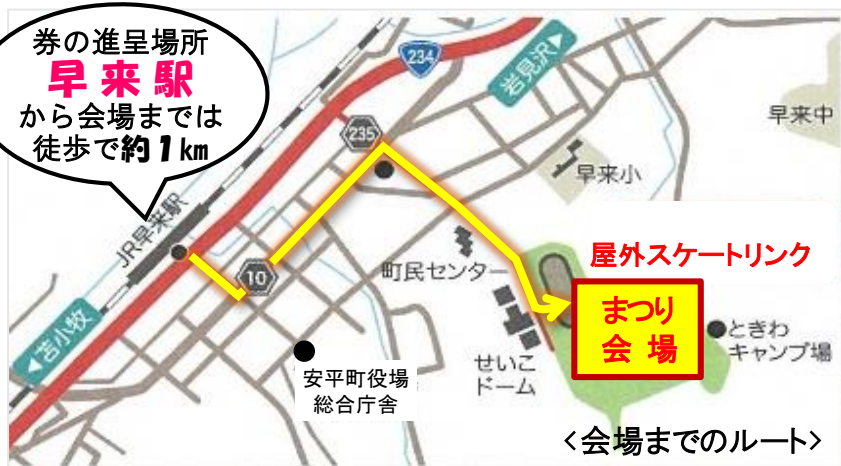 券の進呈場所
早来駅
から会場までは
徒歩で約1km
234
岩見沢
235
早来中
早来小
JR早来駅
10
町民センター
屋外スケートリンク
まつり
会場
苫小牧
せいこ
ドーム
ときわ
キャンプ場
安平町役場
総合庁舎
<会場までのルート>